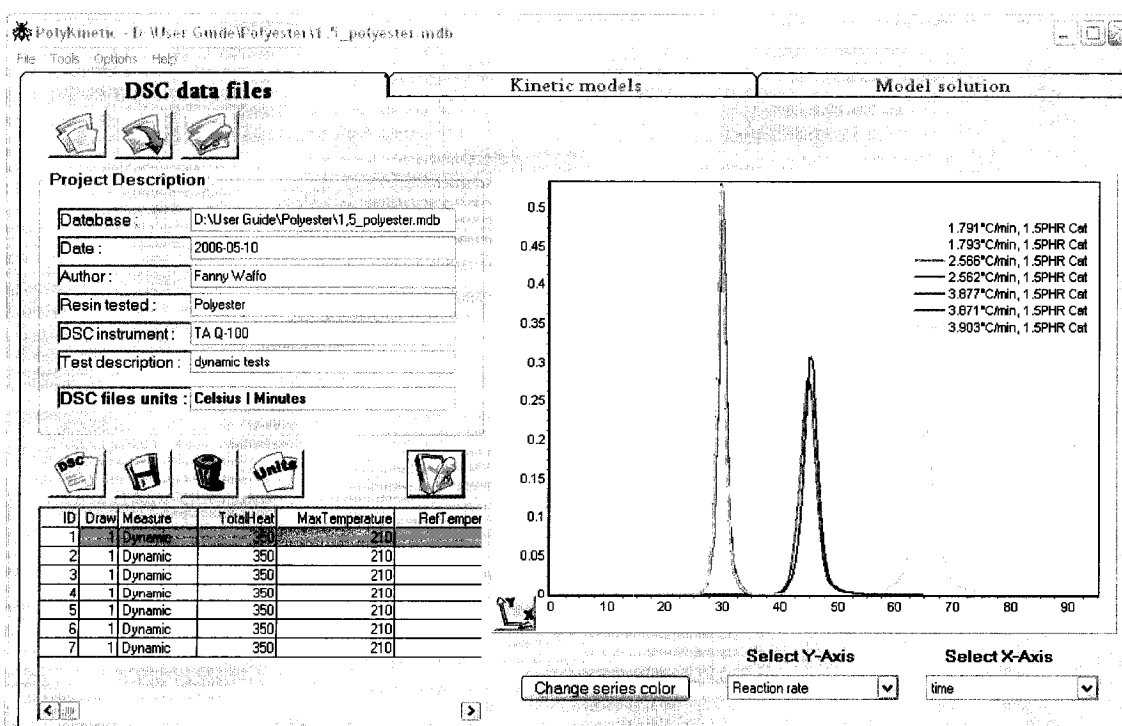 PolyKinetic - D:\User Guide\Polyester\1,5_polyester.mdb
File Tools Options Help
DSC data files
Kinetic models
Model solution
Project Description
Database : D:\User Guide\Polyester\1,5_polyester.mdb
Date : 2006-05-10
Author : Fanny Waffo
Resin tested : Polyester
DSC instrument : TA Q-100
Test description : dynamic tests
DSC files units : Celsius | Minutes
DSC
Units
ID Draw Measure TotalHeat MaxTemperature RefTemper
1 1 Dynamic 350 210
2 1 Dynamic 350 210
3 1 Dynamic 350 210
4 1 Dynamic 350 210
5 1 Dynamic 350 210
6 1 Dynamic 350 210
7 1 Dynamic 350 210
0.5
0.45
0.4
0.35
0.3
0.25
0.2
0.15
0.1
0.05
0
0 10 20 30 40 50 60 70 80 90
1.791°C/min, 1.5PHR Cat
1.793°C/min, 1.5PHR Cat
2.566°C/min, 1.5PHR Cat
2.562°C/min, 1.5PHR Cat
3.877°C/min, 1.5PHR Cat
3.871°C/min, 1.5PHR Cat
3.903°C/min, 1.5PHR Cat
Y X
Select Y-Axis
Select X-Axis
Change series color
Reaction rate
time